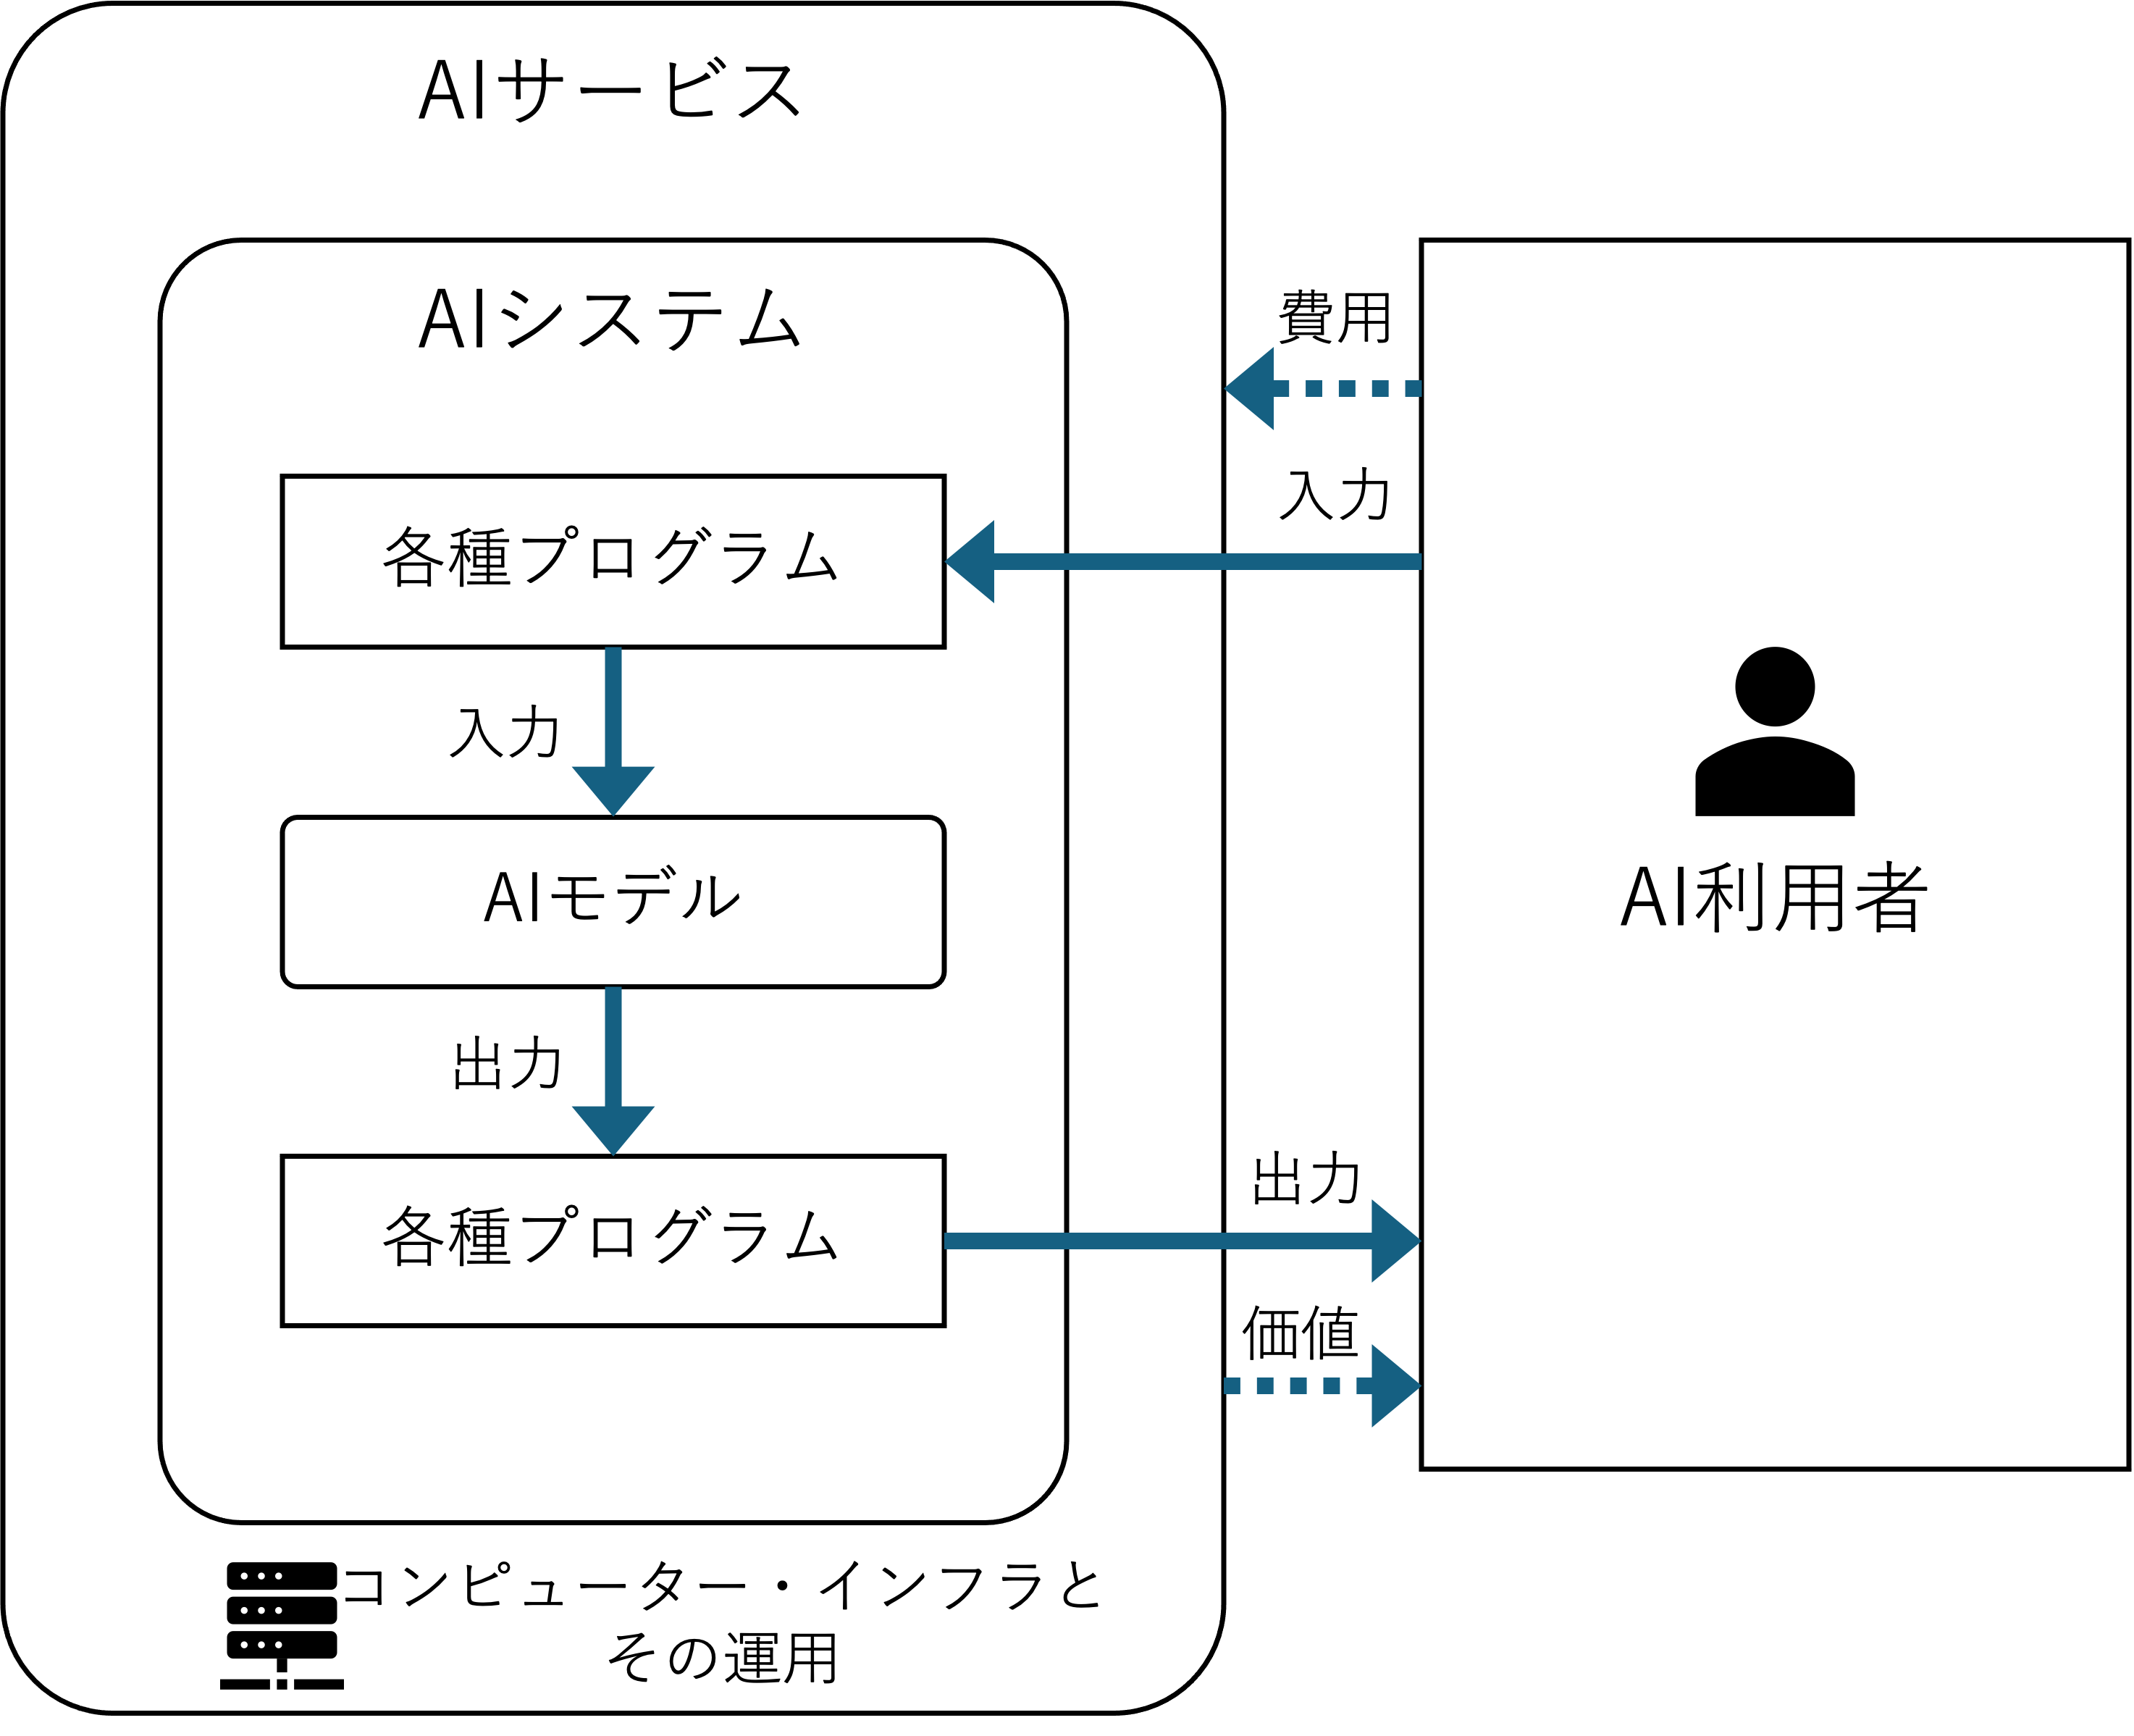 AIサービス
AIシステム
費用
入力
各種プログラム
入力
AIモデル
AI利用者
出力
各種プログラム
出力
価値
コンピューター・インフラと
その運用